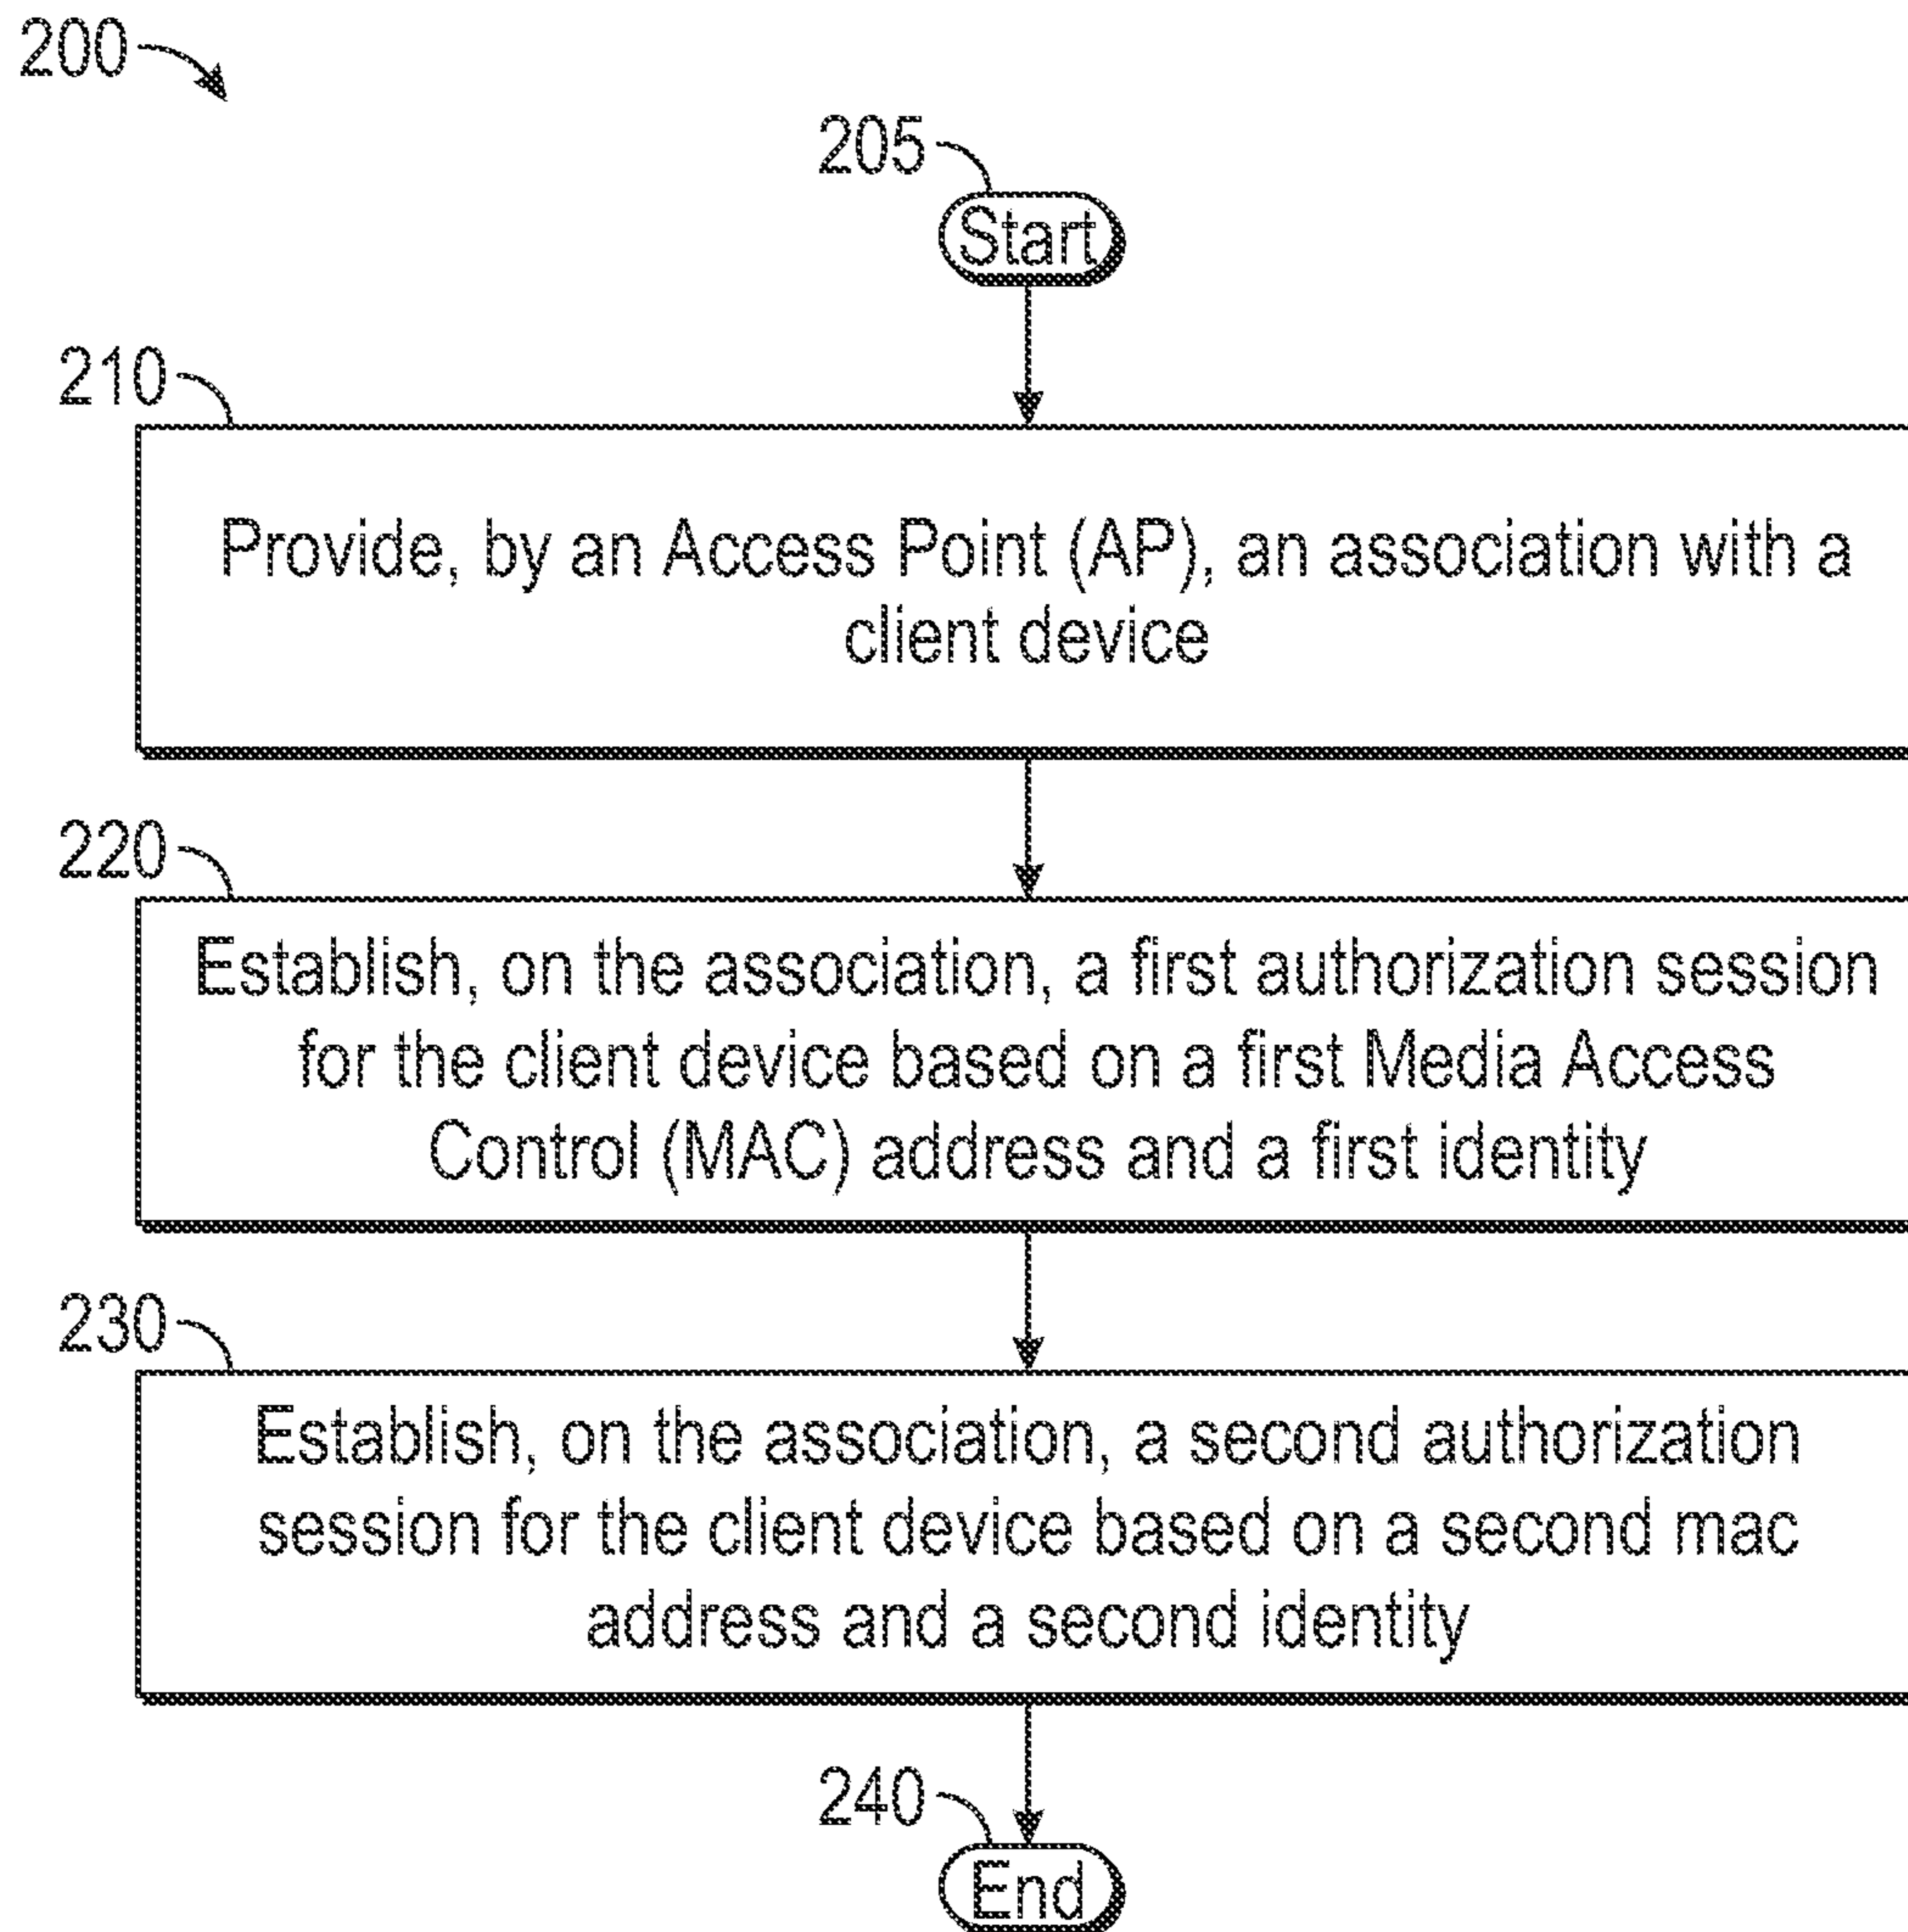 200
205
Start
210
Provide, by an Access Point (AP), an association with a
client device
220
Establish, on the association, a first authorization session
for the client device based on a first Media Access
Control (MAC) address and a first identity
230
Establish, on the association, a second authorization
session for the client device based on a second mac
address and a second identity
240
End